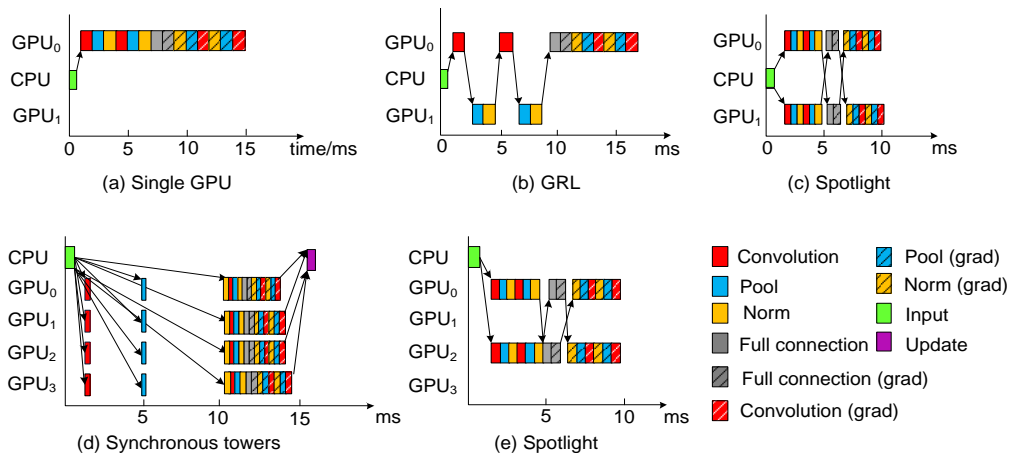 GPU0
CPU
GPU1
0 5 10 15 time/ms
(a) Single GPU
GPU0
CPU
GPU1
0 5 10 15 ms
(b) GRL
GPU0
CPU
GPU1
0 5 10 ms
(c) Spotlight
CPU
GPU0
GPU1
GPU2
GPU3
0 5 10 15 ms
(d) Synchronous towers
CPU
GPU0
GPU1
GPU2
GPU3
0 5 10 ms
(e) Spotlight
Convolution
Pool
Norm
Full connection
Full connection (grad)
Convolution (grad)
Pool (grad)
Norm (grad)
Input
Update